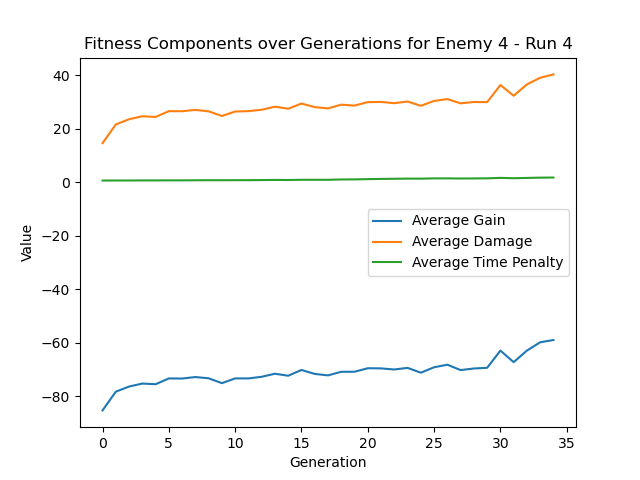 Fitness Components over Generations for Enemy 4 - Run 4
40
20
0
−20
−40
−60
−80
Value
Average Gain
Average Damage
Average Time Penalty
0 5 10 15 20 25 30 35
Generation